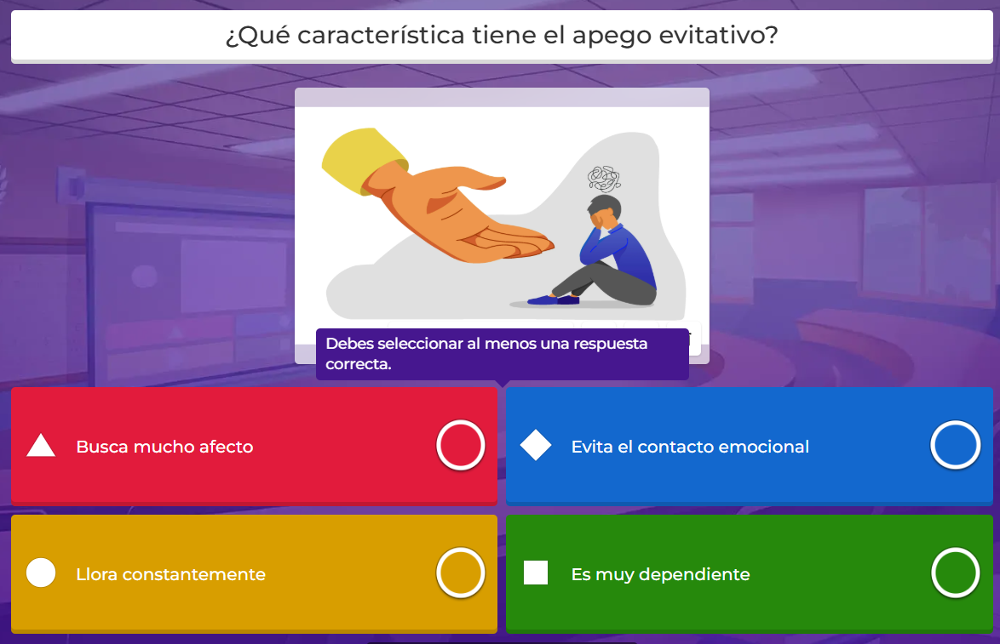 ¿Qué característica tiene el apego evitativo?
Debes seleccionar al menos una respuesta
correcta.
Busca mucho afecto
Evita el contacto emocional
Llora constantemente
Es muy dependiente